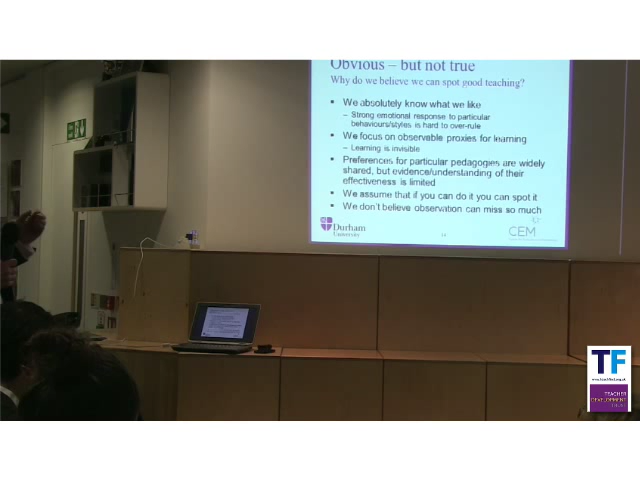 Obvious – but not true
Why do we believe we can spot good teaching?
• We absolutely know what we like
– Strong emotional response to particular
behaviours/styles is hard to over-rule
• We focus on observable proxies for learning
– Learning is invisible
• Preferences for particular pedagogies are widely
shared, but evidence/understanding of their
effectiveness is limited
• We assume that if you can do it you can spot it
• We don't believe observation can miss so much
Durham
University
CEM
TF
TEACHER
DEVELOPMENT
TRUST